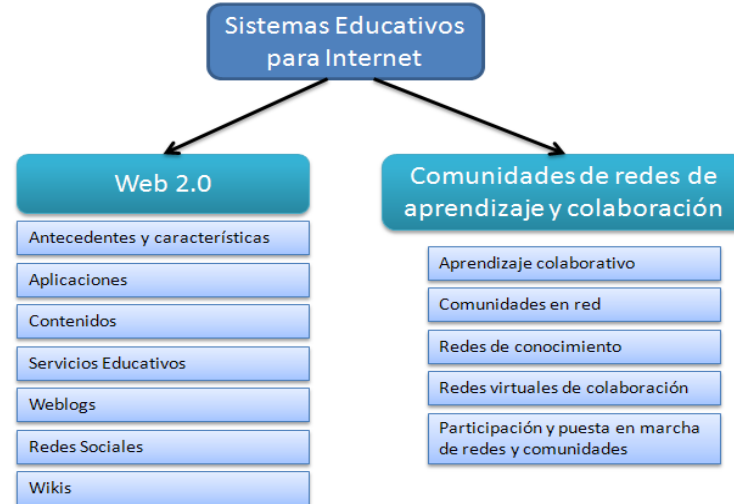 Sistemas Educativos
para Internet
Web 2.0
Antecedentes y características
Aplicaciones
Contenidos
Servicios Educativos
Weblogs
Redes Sociales
Wikis
Comunidades de redes de
aprendizaje y colaboración
Aprendizaje colaborativo
Comunidades en red
Redes de conocimiento
Redes virtuales de colaboración
Participación y puesta en marcha
de redes y comunidades